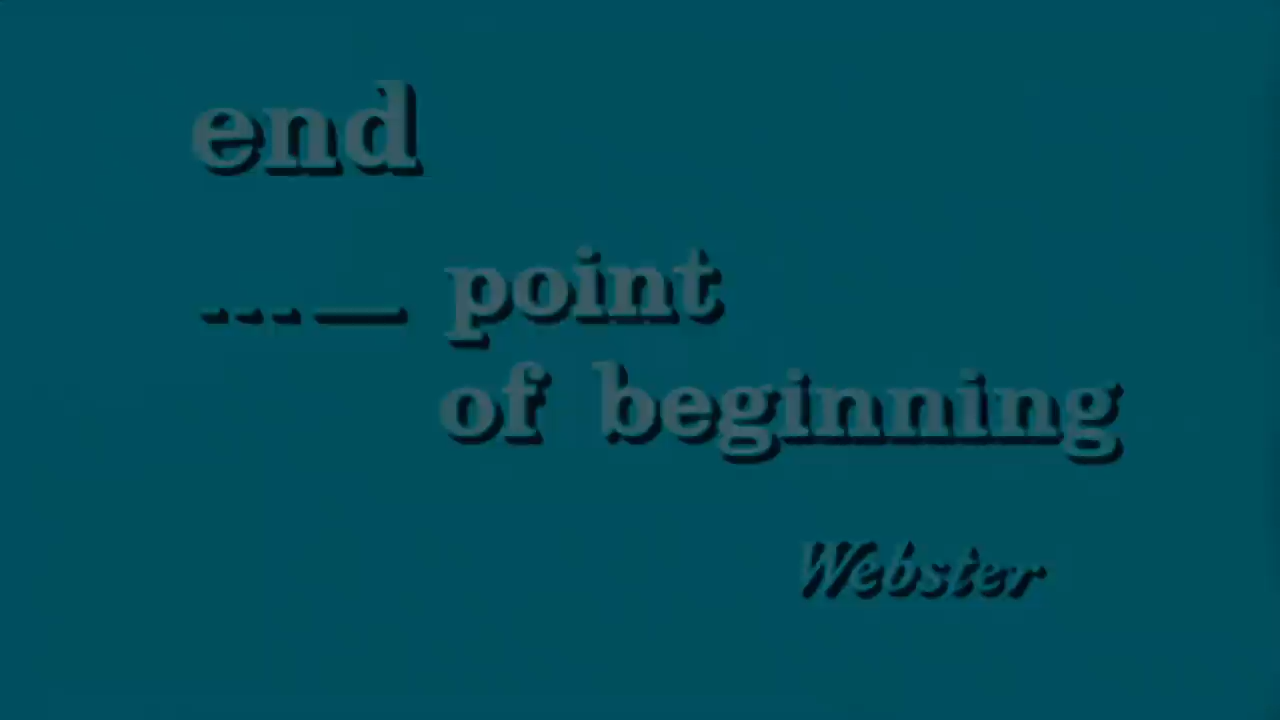 end
...— point
of beginning
Webster